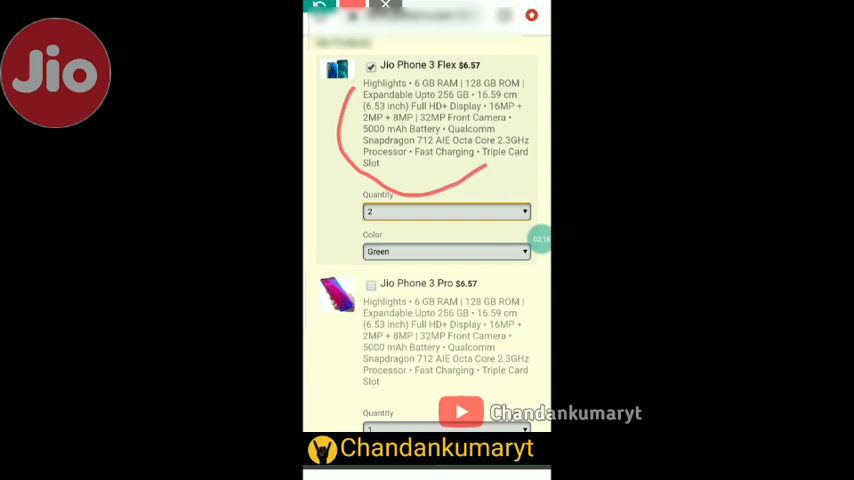 Jio
Jio Phone 3 Flex $6.57
Highlights • 6 GB RAM | 128 GB ROM |
Expandable Upto 256 GB • 16.59 cm
(6.53 inch) Full HD+ Display • 16MP +
2MP + 8MP | 32MP Front Camera •
5000 mAh Battery • Qualcomm
Snapdragon 712 AIE Octa Core 2.3GHz
Processor • Fast Charging • Triple Card
Slot
Quantity
2
02:18
Color
Green
Jio Phone 3 Pro $6.57
Highlights • 6 GB RAM | 128 GB ROM |
Expandable Upto 256 GB • 16.59 cm
(6.53 inch) Full HD+ Display • 16MP +
2MP + 8MP | 32MP Front Camera •
5000 mAh Battery • Qualcomm
Snapdragon 712 AIE Octa Core 2.3GHz
Processor • Fast Charging • Triple Card
Slot
Quantity
1
Chandankumaryt
Chandankumaryt